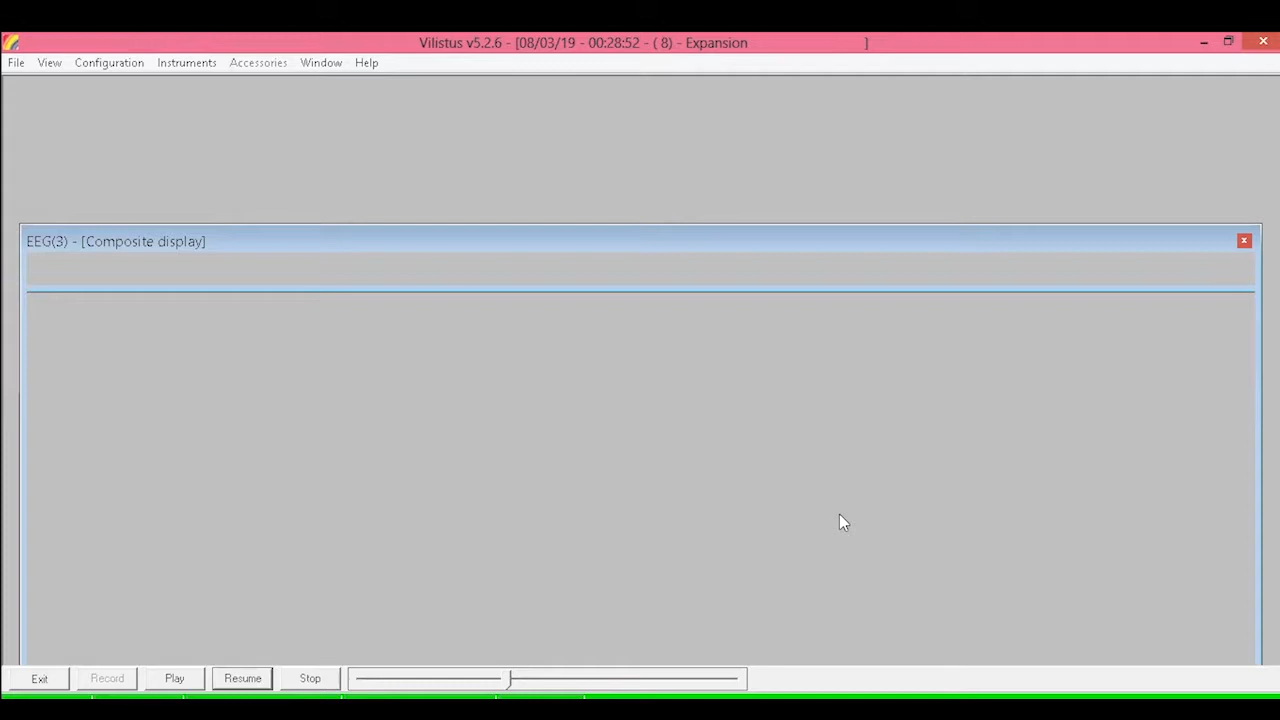 Vilistus v5.2.6 - [08/03/19 - 00:28:52 - ( 8) - Expansion ]
File View Configuration Instruments Accessories Window Help
EEG(3) - [Composite display]
Exit Record Play Resume Stop